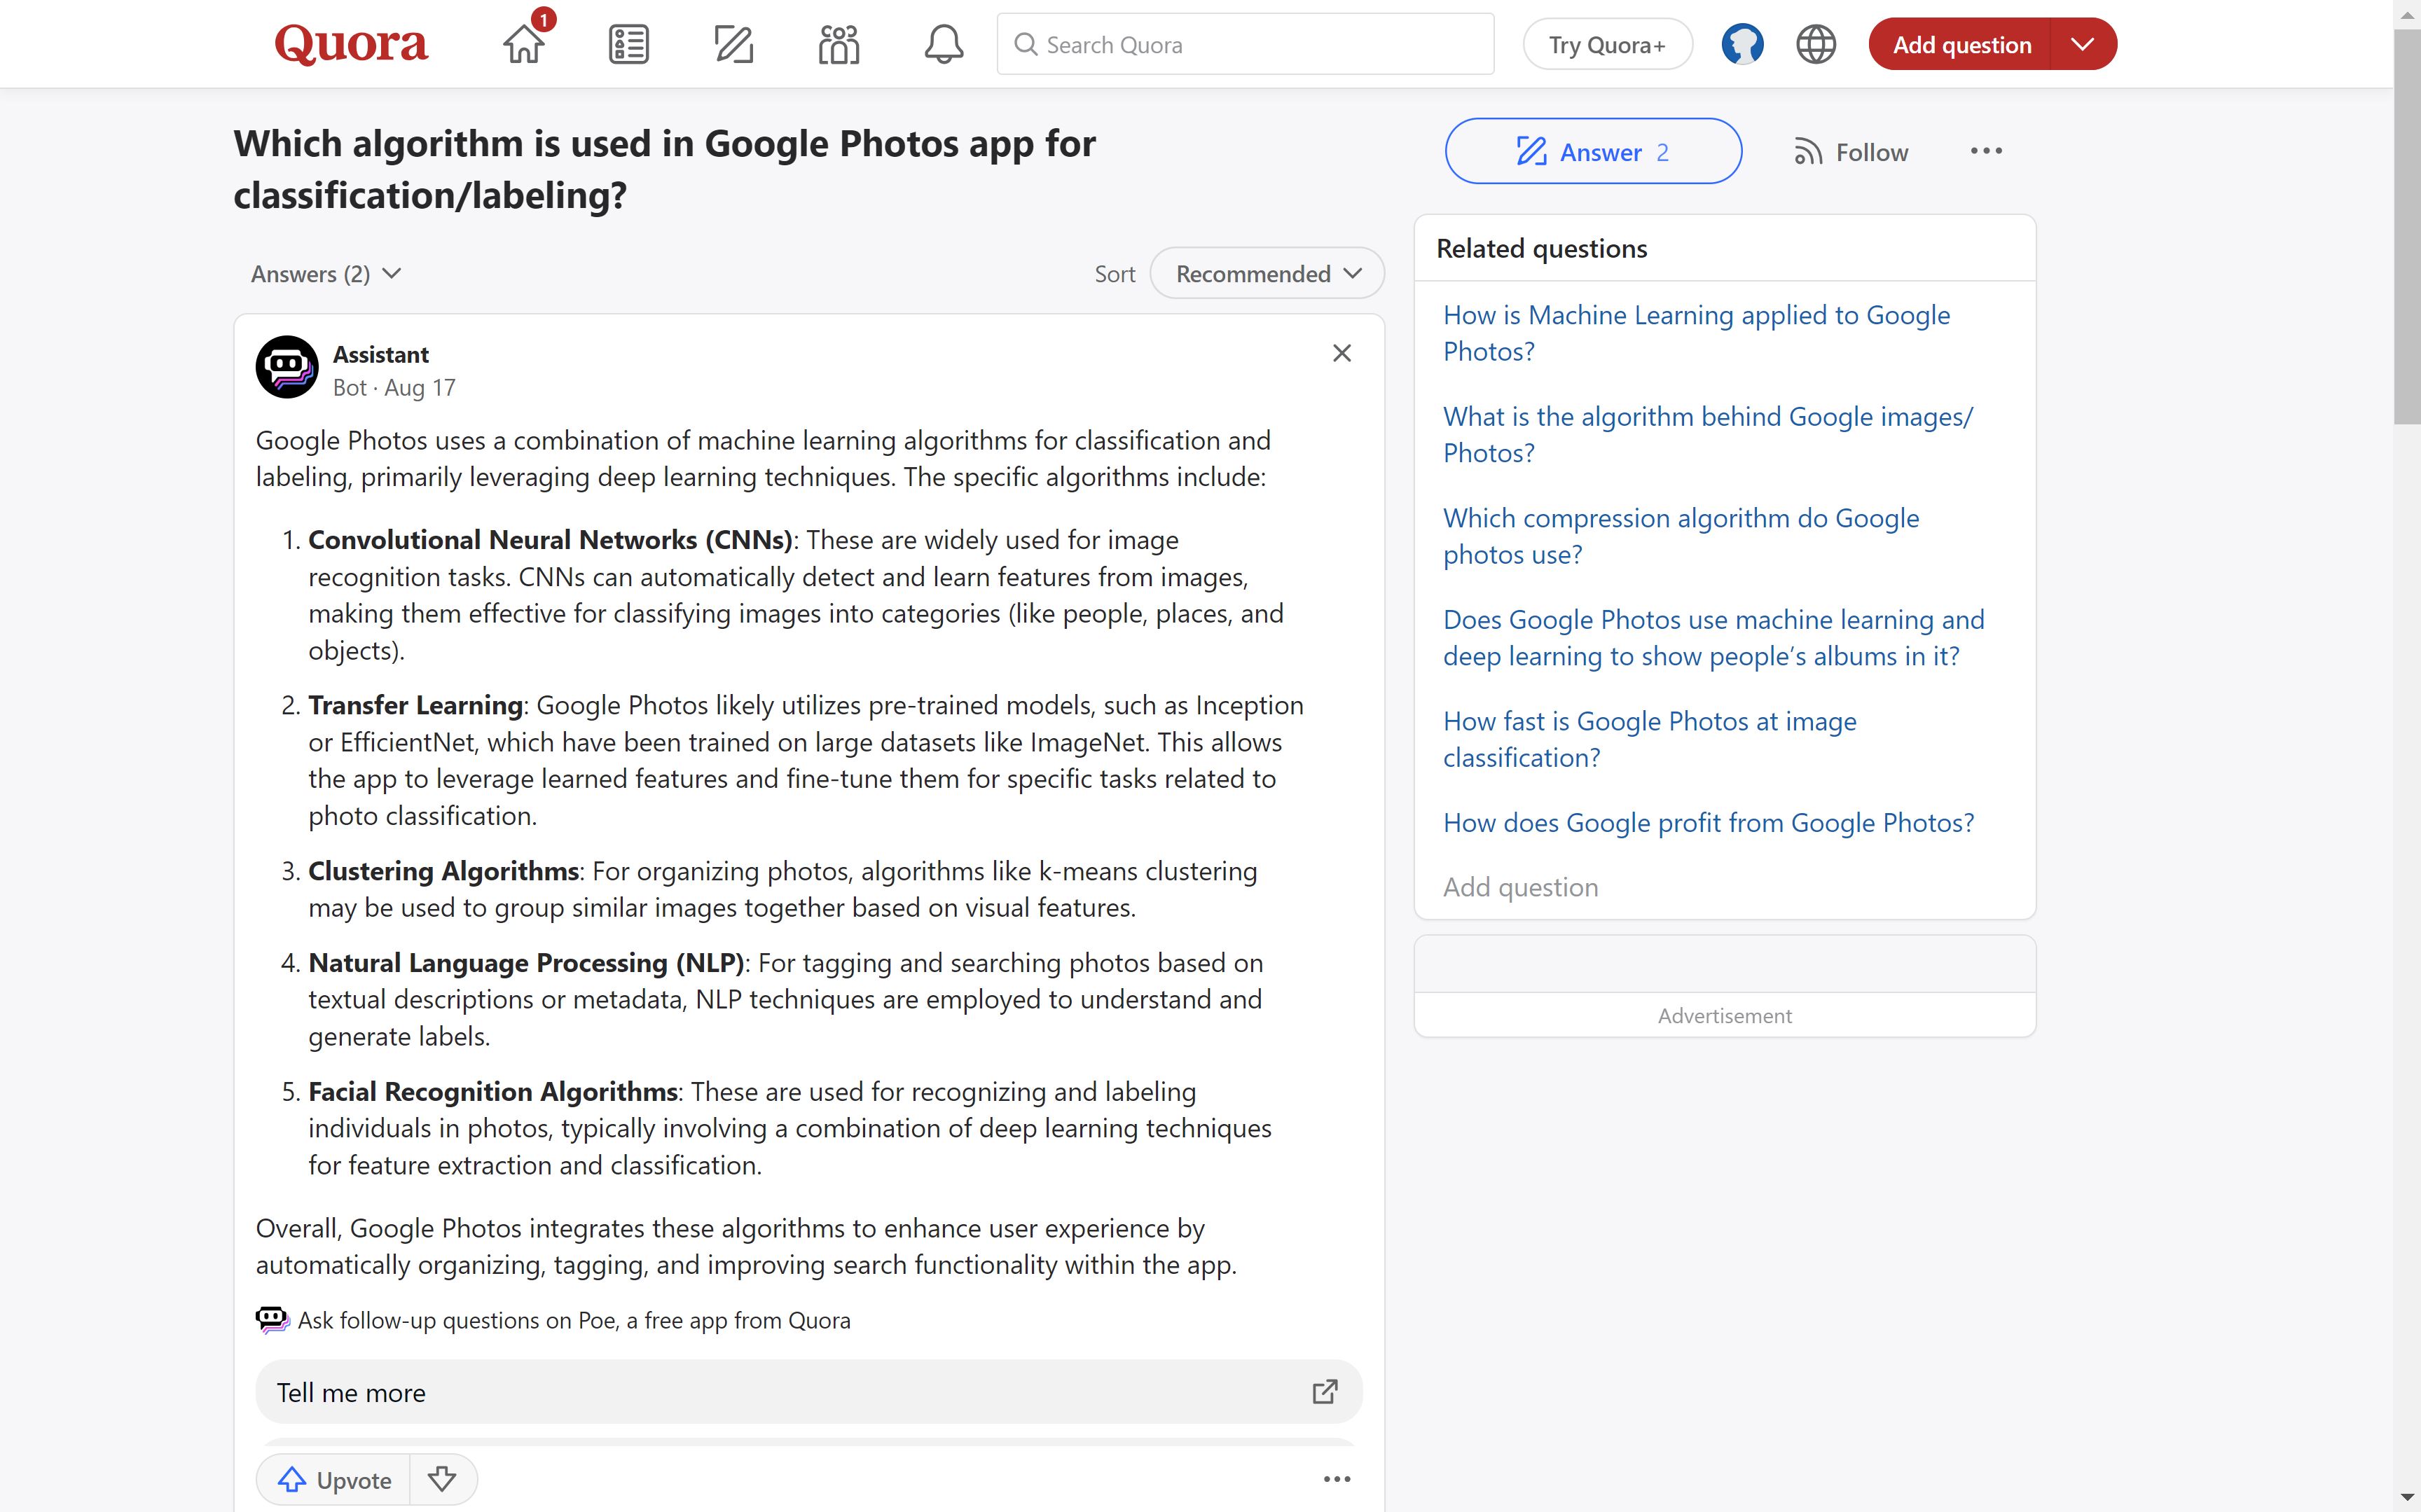 Quora
1
Search Quora
Try Quora+
Add question
Which algorithm is used in Google Photos app for
classification/labeling?
Answers (2)
Sort
Recommended
Assistant
Bot · Aug 17
Google Photos uses a combination of machine learning algorithms for classification and
labeling, primarily leveraging deep learning techniques. The specific algorithms include:
1. Convolutional Neural Networks (CNNs): These are widely used for image
recognition tasks. CNNs can automatically detect and learn features from images,
making them effective for classifying images into categories (like people, places, and
objects).
2. Transfer Learning: Google Photos likely utilizes pre-trained models, such as Inception
or EfficientNet, which have been trained on large datasets like ImageNet. This allows
the app to leverage learned features and fine-tune them for specific tasks related to
photo classification.
3. Clustering Algorithms: For organizing photos, algorithms like k-means clustering
may be used to group similar images together based on visual features.
4. Natural Language Processing (NLP): For tagging and searching photos based on
textual descriptions or metadata, NLP techniques are employed to understand and
generate labels.
5. Facial Recognition Algorithms: These are used for recognizing and labeling
individuals in photos, typically involving a combination of deep learning techniques
for feature extraction and classification.
Overall, Google Photos integrates these algorithms to enhance user experience by
automatically organizing, tagging, and improving search functionality within the app.
Ask follow-up questions on Poe, a free app from Quora
Tell me more
Upvote
Answer 2
Follow
Related questions
How is Machine Learning applied to Google
Photos?
What is the algorithm behind Google images/
Photos?
Which compression algorithm do Google
photos use?
Does Google Photos use machine learning and
deep learning to show people’s albums in it?
How fast is Google Photos at image
classification?
How does Google profit from Google Photos?
Add question
Advertisement